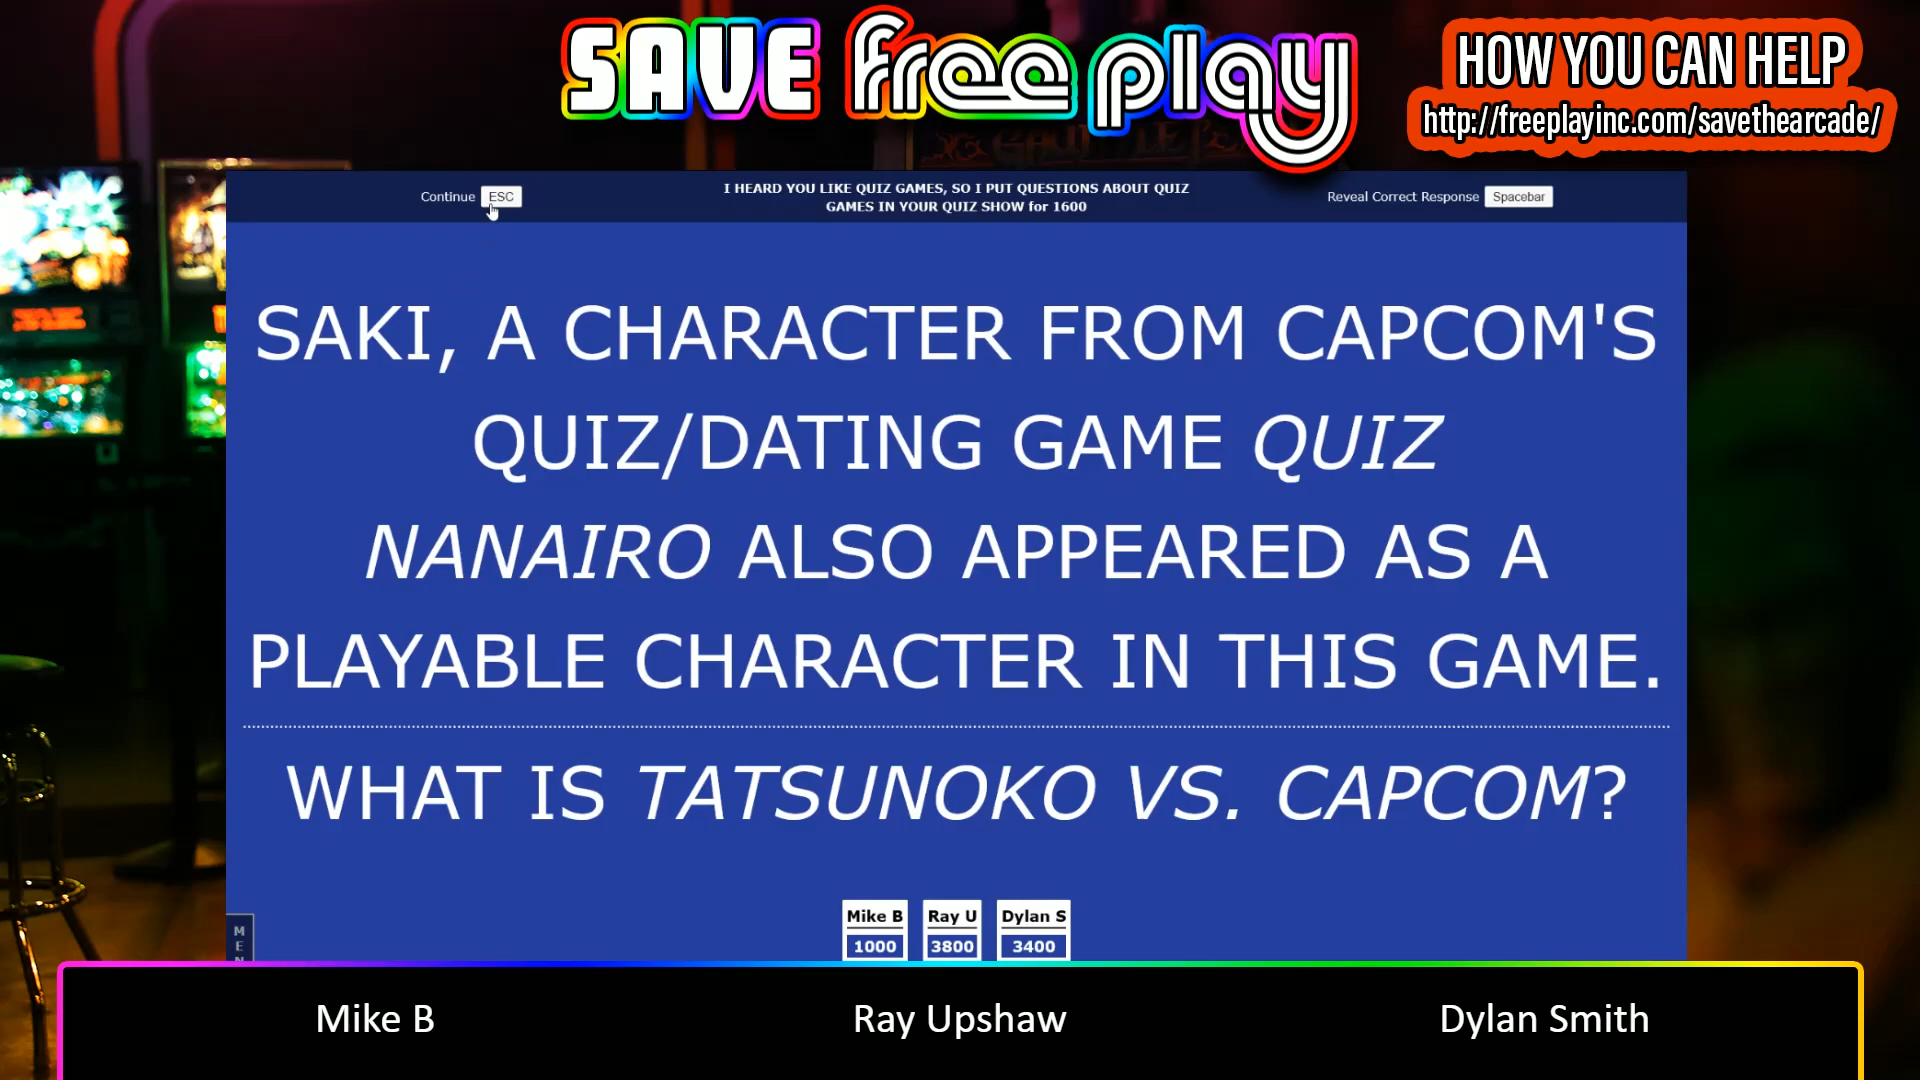 SAVE free play
HOW YOU CAN HELP
http://freeplayinc.com/savethearcade/
Continue ESC
I HEARD YOU LIKE QUIZ GAMES, SO I PUT QUESTIONS ABOUT QUIZ
GAMES IN YOUR QUIZ SHOW for 1600
Reveal Correct Response Spacebar
SAKI, A CHARACTER FROM CAPCOM'S
QUIZ/DATING GAME QUIZ
NANAIRO ALSO APPEARED AS A
PLAYABLE CHARACTER IN THIS GAME.
WHAT IS TATSUNOKO VS. CAPCOM?
Mike B Ray U Dylan S
1000 3800 3400
M
E
N
Mike B Ray Upshaw Dylan Smith